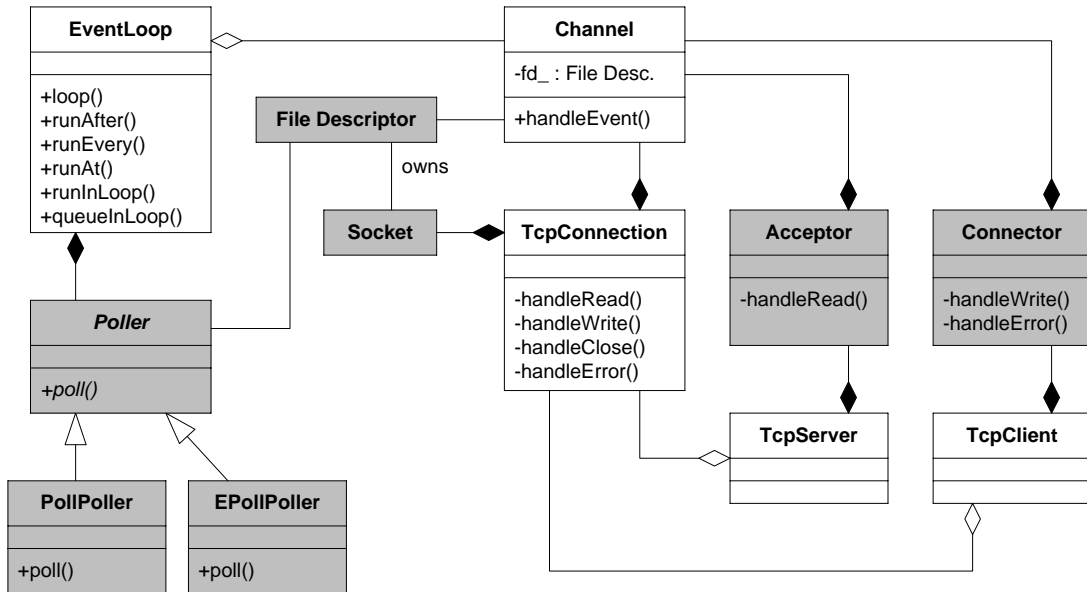 EventLoop
+loop()
+runAfter()
+runEvery()
+runAt()
+runInLoop()
+queueInLoop()
Channel
-fd_ : File Desc.
+handleEvent()
File Descriptor
owns
Socket
TcpConnection
-handleRead()
-handleWrite()
-handleClose()
-handleError()
Acceptor
-handleRead()
Connector
-handleWrite()
-handleError()
Poller
+poll()
TcpServer
TcpClient
PollPoller
+poll()
EPollPoller
+poll()